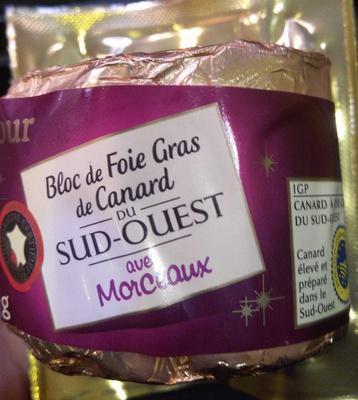 our
Bloc de Foie Gras
de Canard
DU
SUD-OUEST
ave
Morceaux
g
IGP
CANARD À
DU SUD-OUEST
Canard
élevé et
préparé
dans le
Sud-Ouest